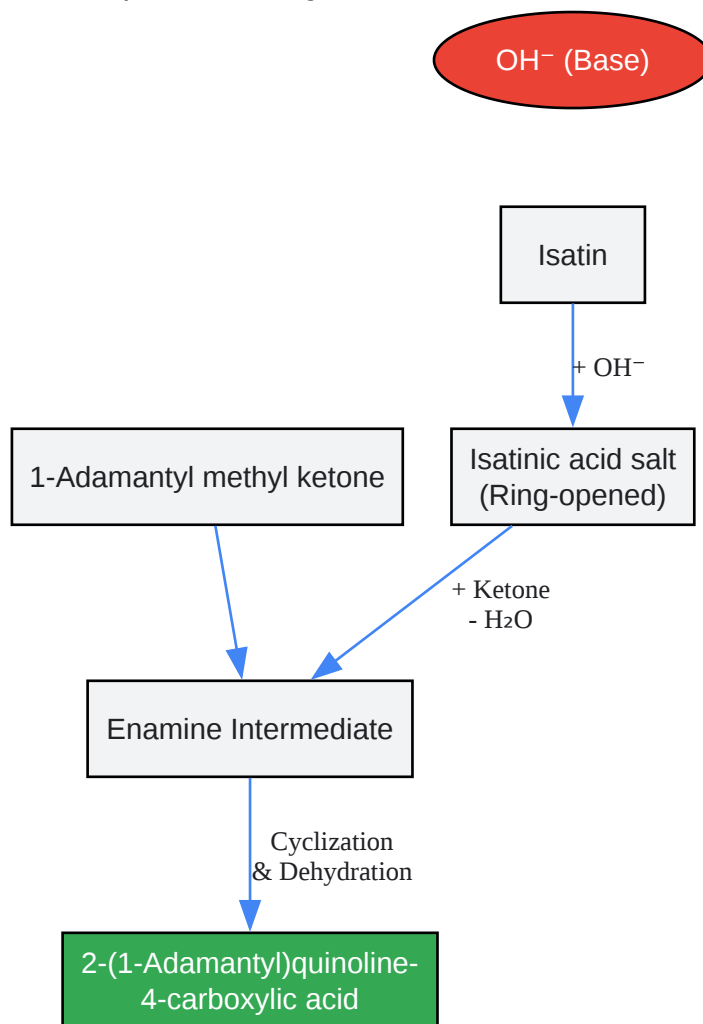 OH⁻ (Base)
Isatin
+ OH⁻
1-Adamantyl methyl ketone
Isatinic acid salt
(Ring-opened)
+ Ketone
- H₂O
Enamine Intermediate
Cyclization
& Dehydration
2-(1-Adamantyl)quinoline-
4-carboxylic acid